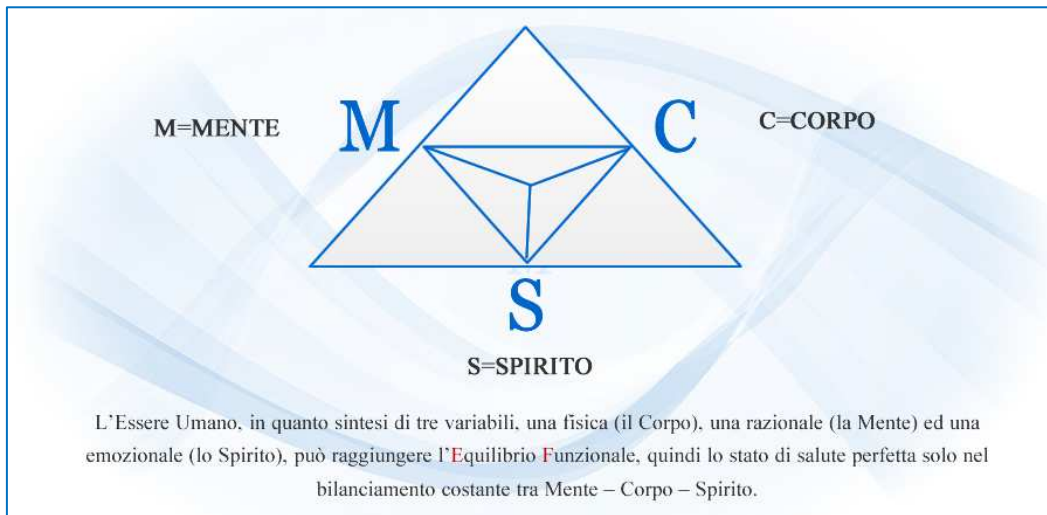 M
C
M=MENTE
C=CORPO
S
S=SPIRITO
L’Essere Umano, in quanto sintesi di tre variabili, una fisica (il Corpo), una razionale (la Mente) ed una
emozionale (lo Spirito), può raggiungere l’Equilibrio Funzionale, quindi lo stato di salute perfetta solo nel
bilanciamento costante tra Mente – Corpo – Spirito.